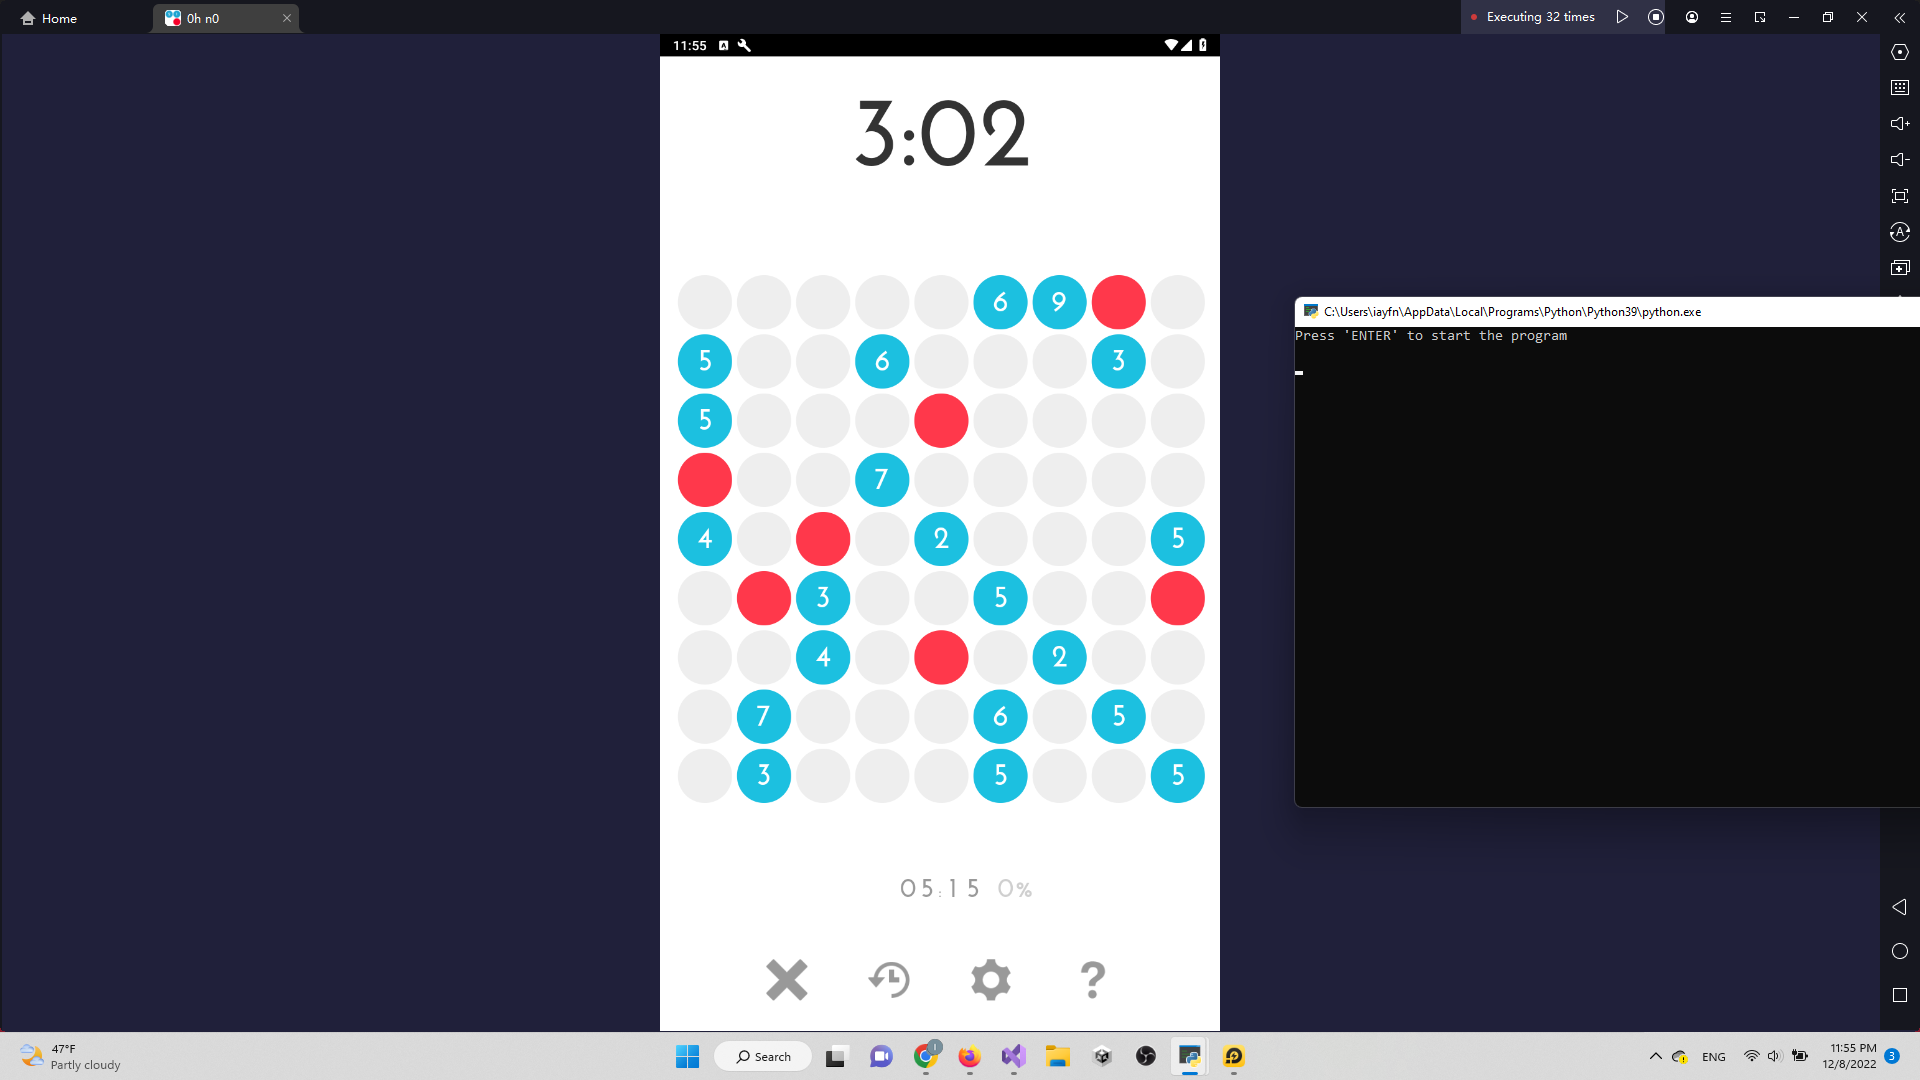 Home
0h n0
Executing 32 times
11:55
3:02
6 9
5 6 3
5
7
4 2 5
3 5
4 2
7 6 5
3 5 5
05:15 0%
?
C:\Users\iayfn\AppData\Local\Programs\Python\Python39\python.exe
Press 'ENTER' to start the program
47°F
Partly cloudy
Search
ENG
11:55 PM
12/8/2022
3